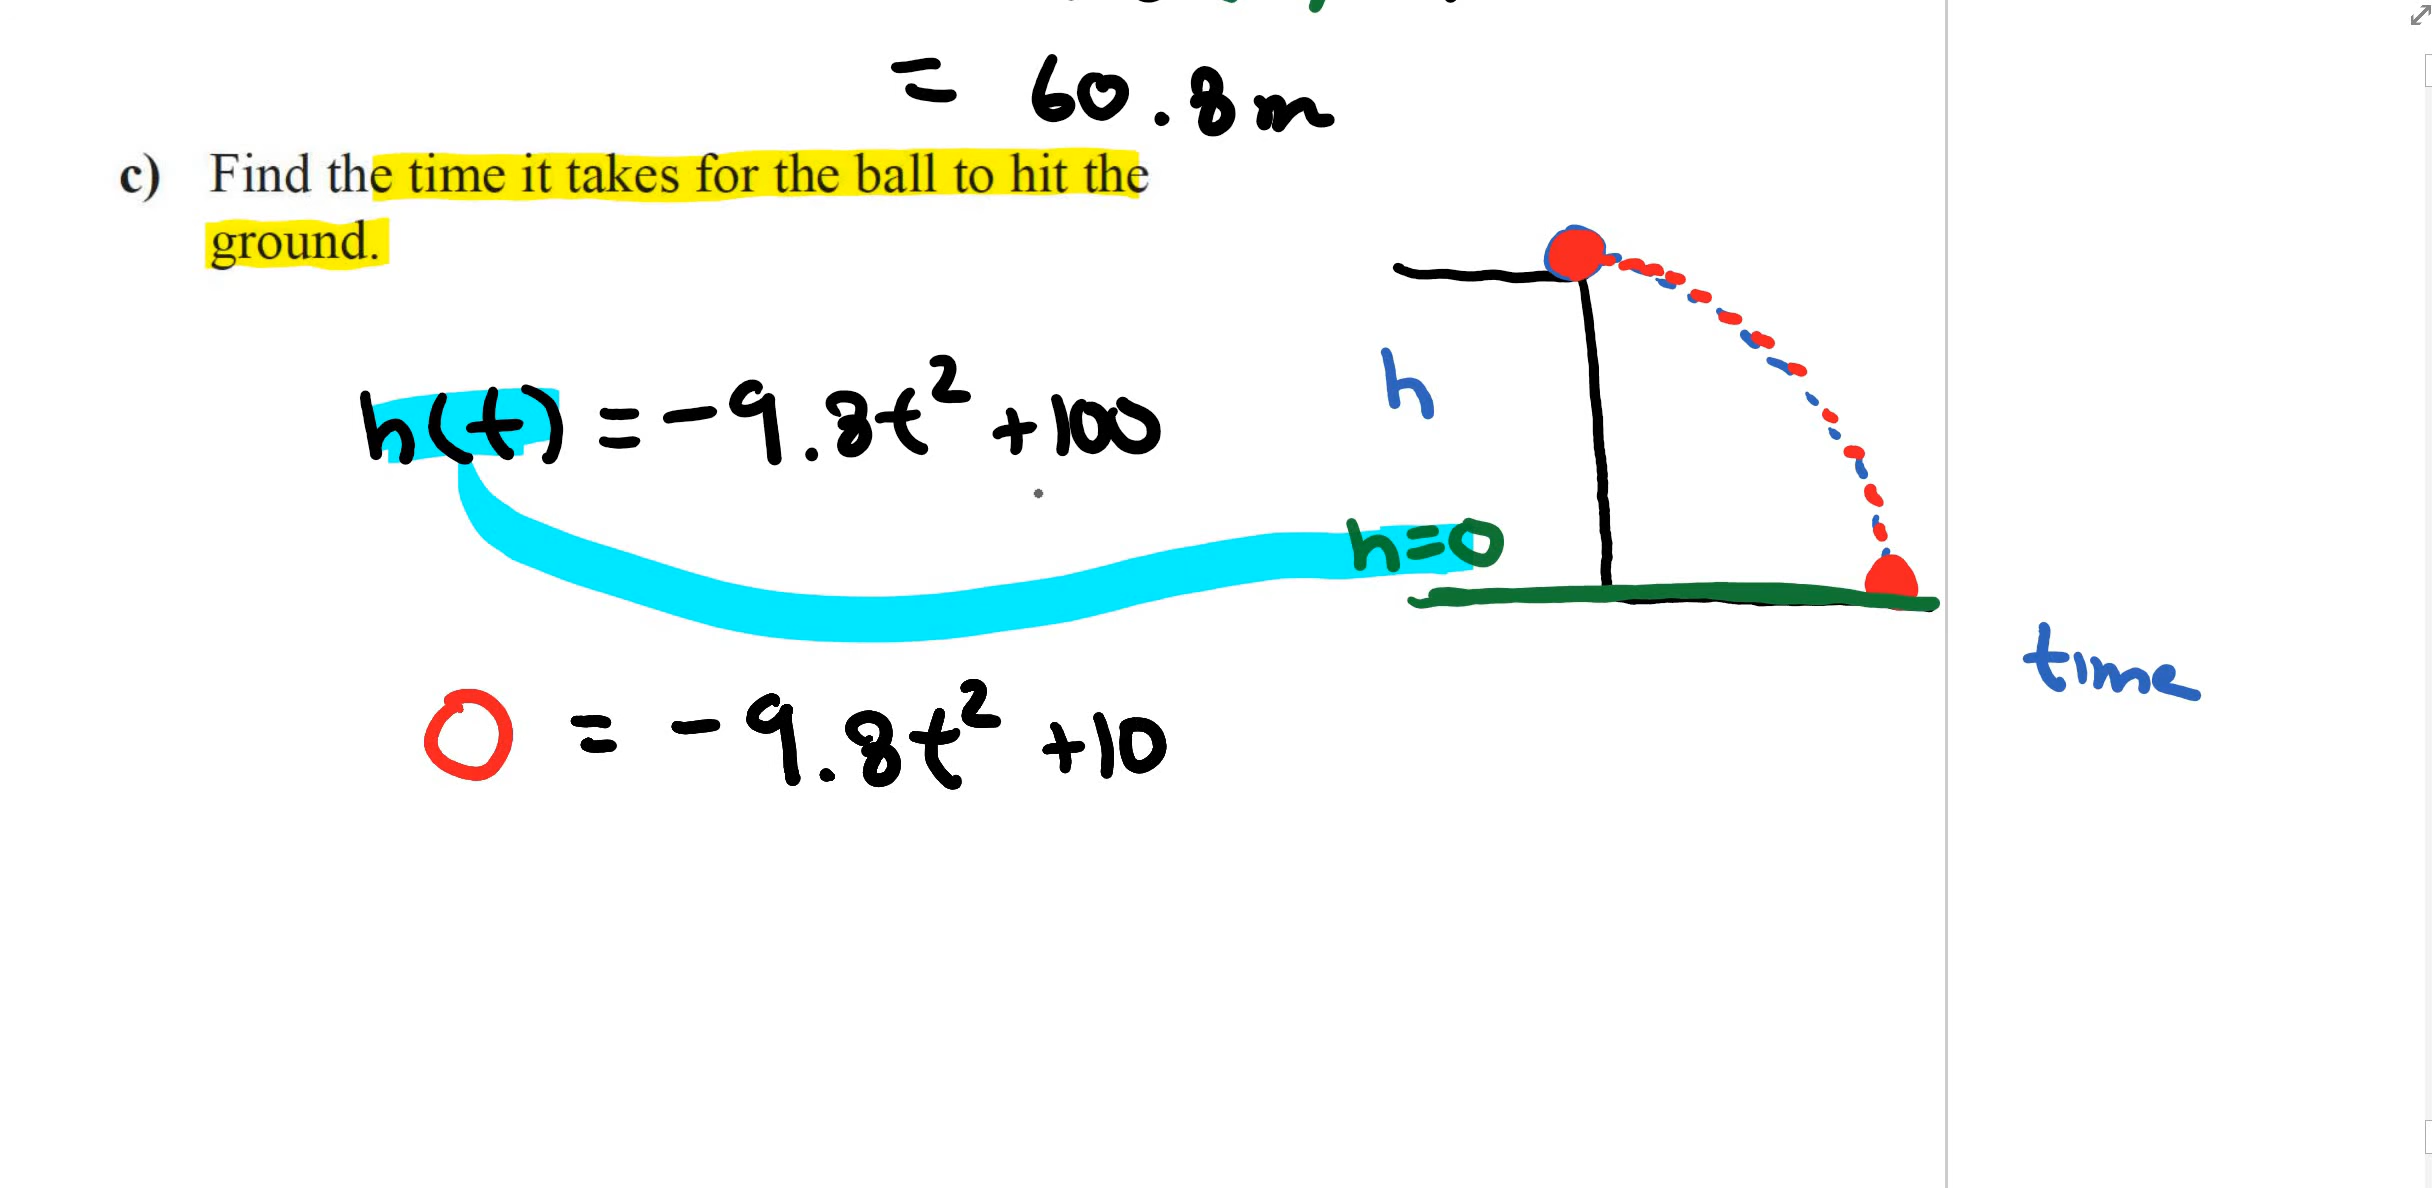 = 60.8m
c) Find the time it takes for the ball to hit the
ground.
h(t) = -9.8t² +100
h
h=0
time
0 = -9.8t² +10